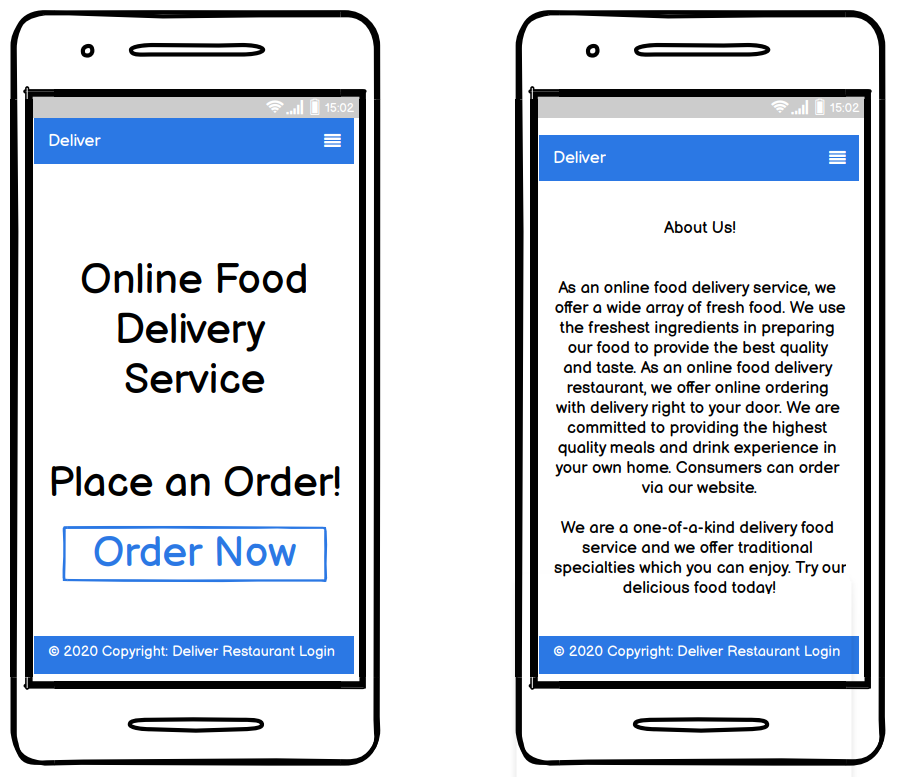 15:02
Deliver
Online Food
Delivery
Service
Place an Order!
Order Now
© 2020 Copyright: Deliver Restaurant Login
15:02
Deliver
About Us!
As an online food delivery service, we
offer a wide array of fresh food. We use
the freshest ingredients in preparing
our food to provide the best quality
and taste. As an online food delivery
restaurant, we offer online ordering
with delivery right to your door. We are
committed to providing the highest
quality meals and drink experience in
your own home. Consumers can order
via our website.
We are a one-of-a-kind delivery food
service and we offer traditional
specialties which you can enjoy. Try our
delicious food today!
© 2020 Copyright: Deliver Restaurant Login